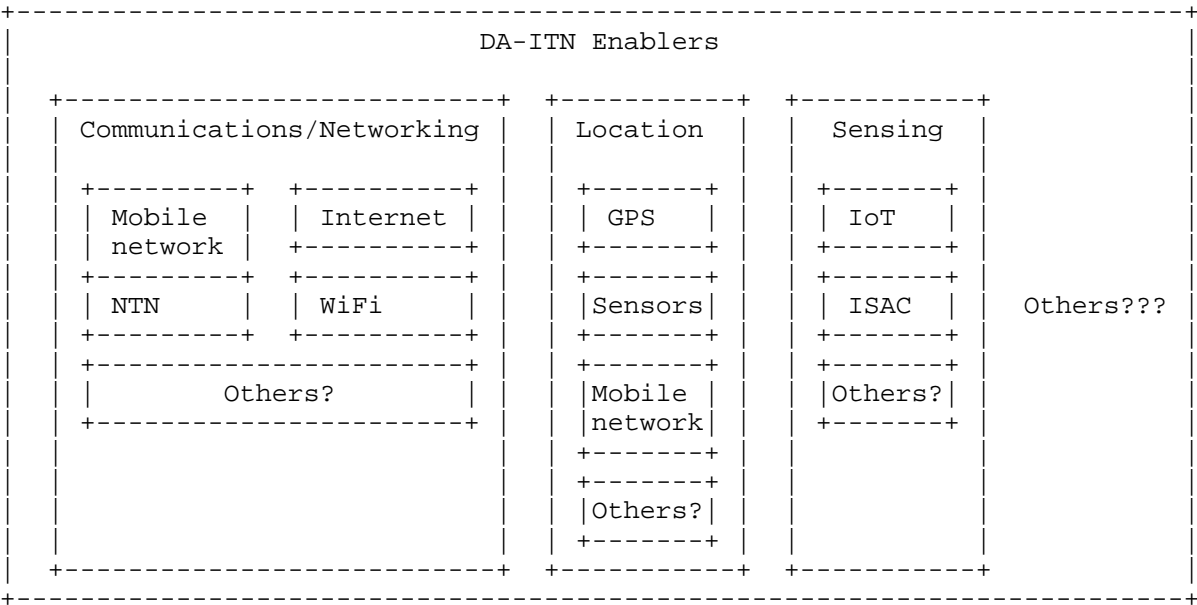 DA-ITN Enablers
Communications/Networking Location Sensing
Mobile network
Internet
GPS
IoT
NTN
WiFi
Sensors
ISAC
Others???
Others?
Mobile network
Others?
Others?